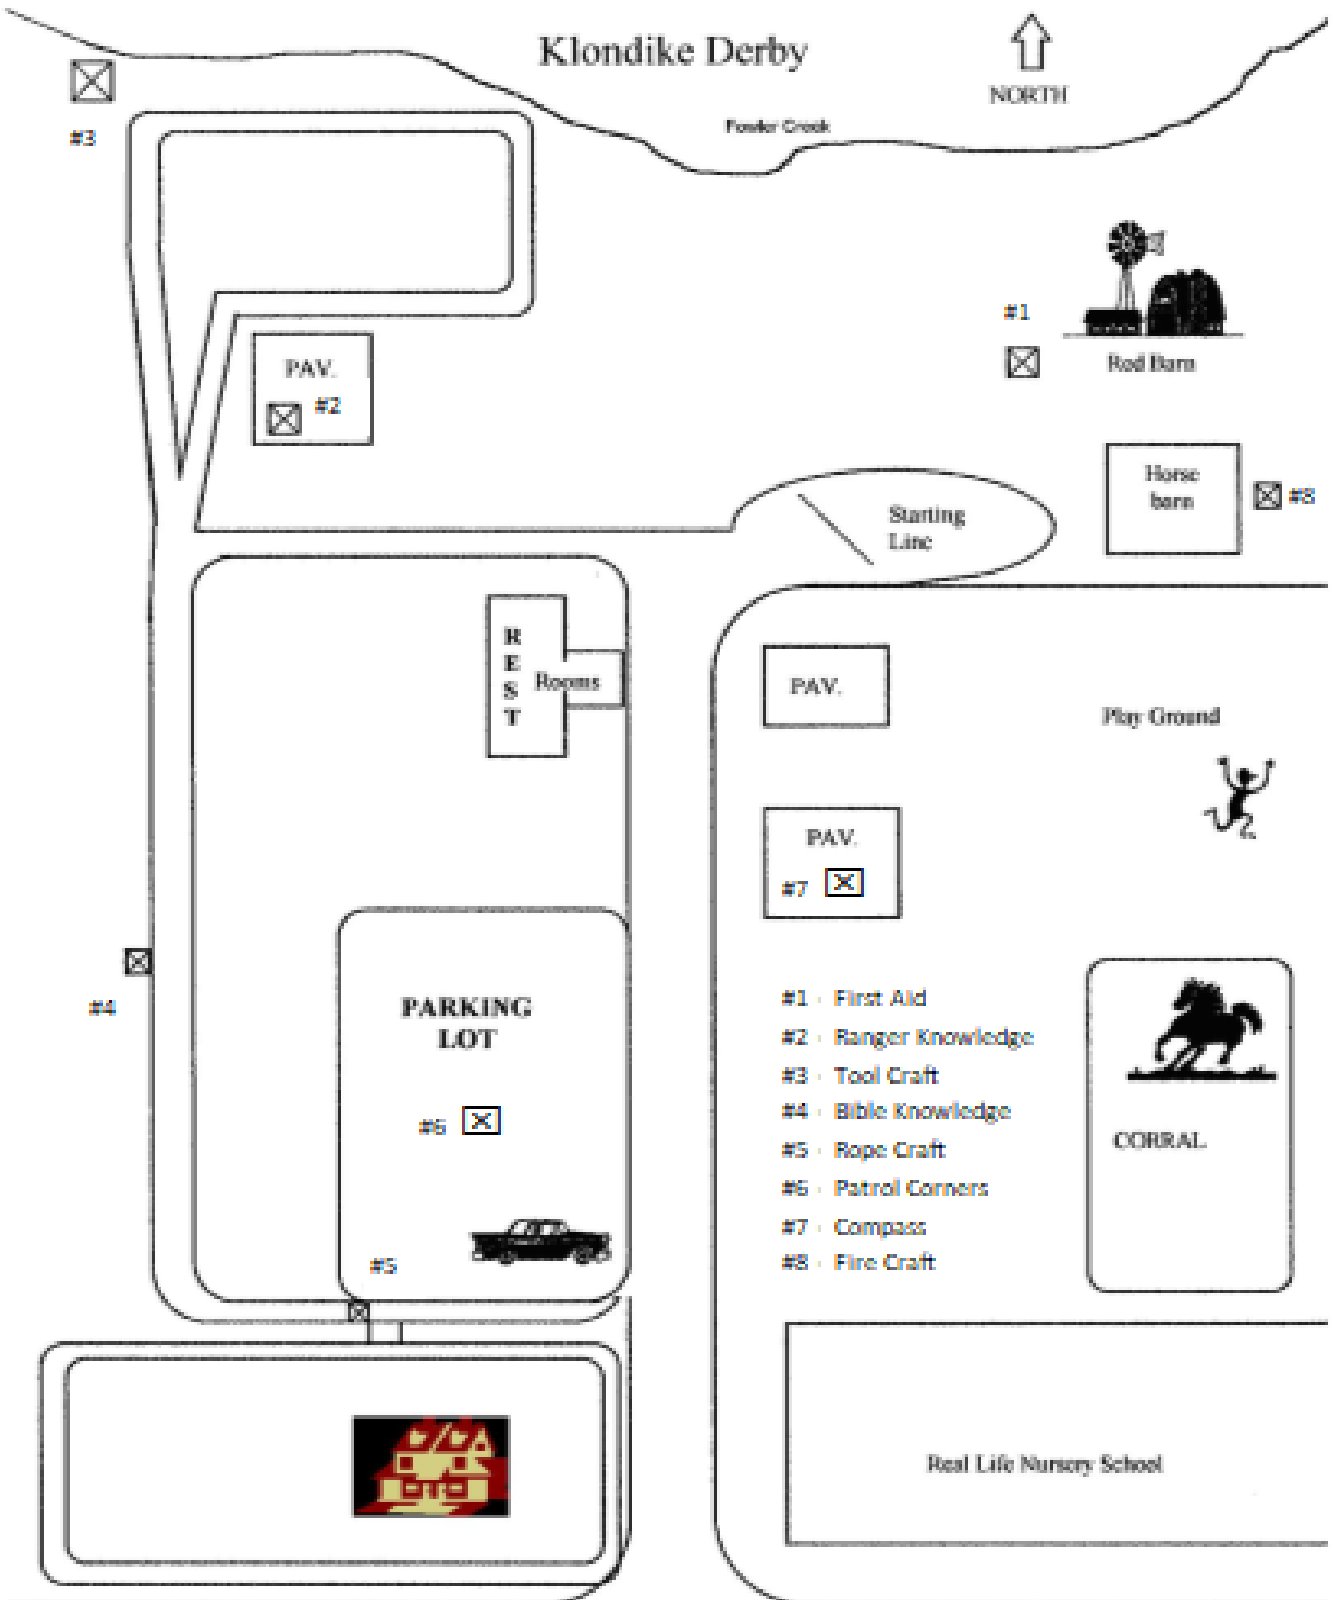 Klondike Derby
NORTH
Fowler Creek
#3
#1
Red Barn
PAV.
#2
Horse
barn
#8
Starting
Line
REST
Rooms
PAV.
Play Ground
PAV.
#7
#4
PARKING
LOT
#6
#5
#1 - First Aid
#2 - Ranger Knowledge
#3 - Tool Craft
#4 - Bible Knowledge
#5 - Rope Craft
#6 - Patrol Corners
#7 - Compass
#8 - Fire Craft
CORRAL
Real Life Nursery School